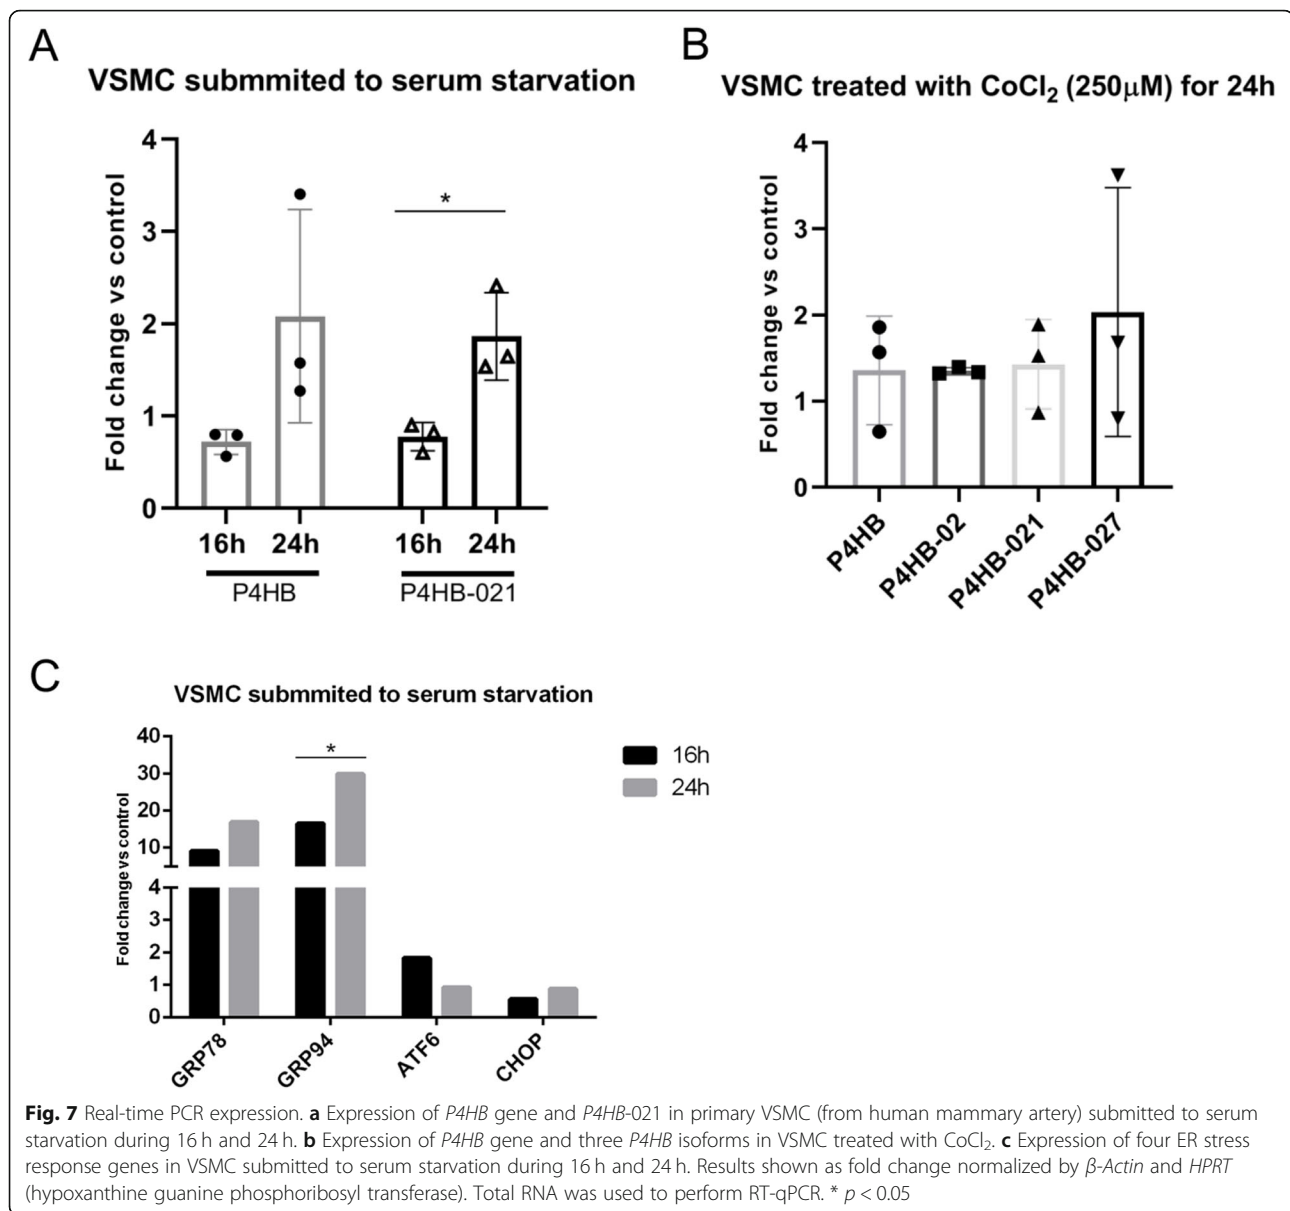 A
VSMC submmited to serum starvation
Fold change vs control
4
3
2
1
0
*
16h 24h 16h 24h
P4HB P4HB-021
B
VSMC treated with CoCl₂ (250μM) for 24h
Fold change vs control
4
3
2
1
0
P4HB P4HB-02 P4HB-021 P4HB-027
C
VSMC submmited to serum starvation
Fold change vs control
40
30
20
10
4
3
2
1
0
*
16h
24h
GRP78 GRP94 ATF6 CHOP
Fig. 7 Real-time PCR expression. a Expression of P4HB gene and P4HB-021 in primary VSMC (from human mammary artery) submitted to serum
starvation during 16 h and 24 h. b Expression of P4HB gene and three P4HB isoforms in VSMC treated with CoCl₂. c Expression of four ER stress
response genes in VSMC submitted to serum starvation during 16 h and 24 h. Results shown as fold change normalized by β-Actin and HPRT
(hypoxanthine guanine phosphoribosyl transferase). Total RNA was used to perform RT-qPCR. * p < 0.05